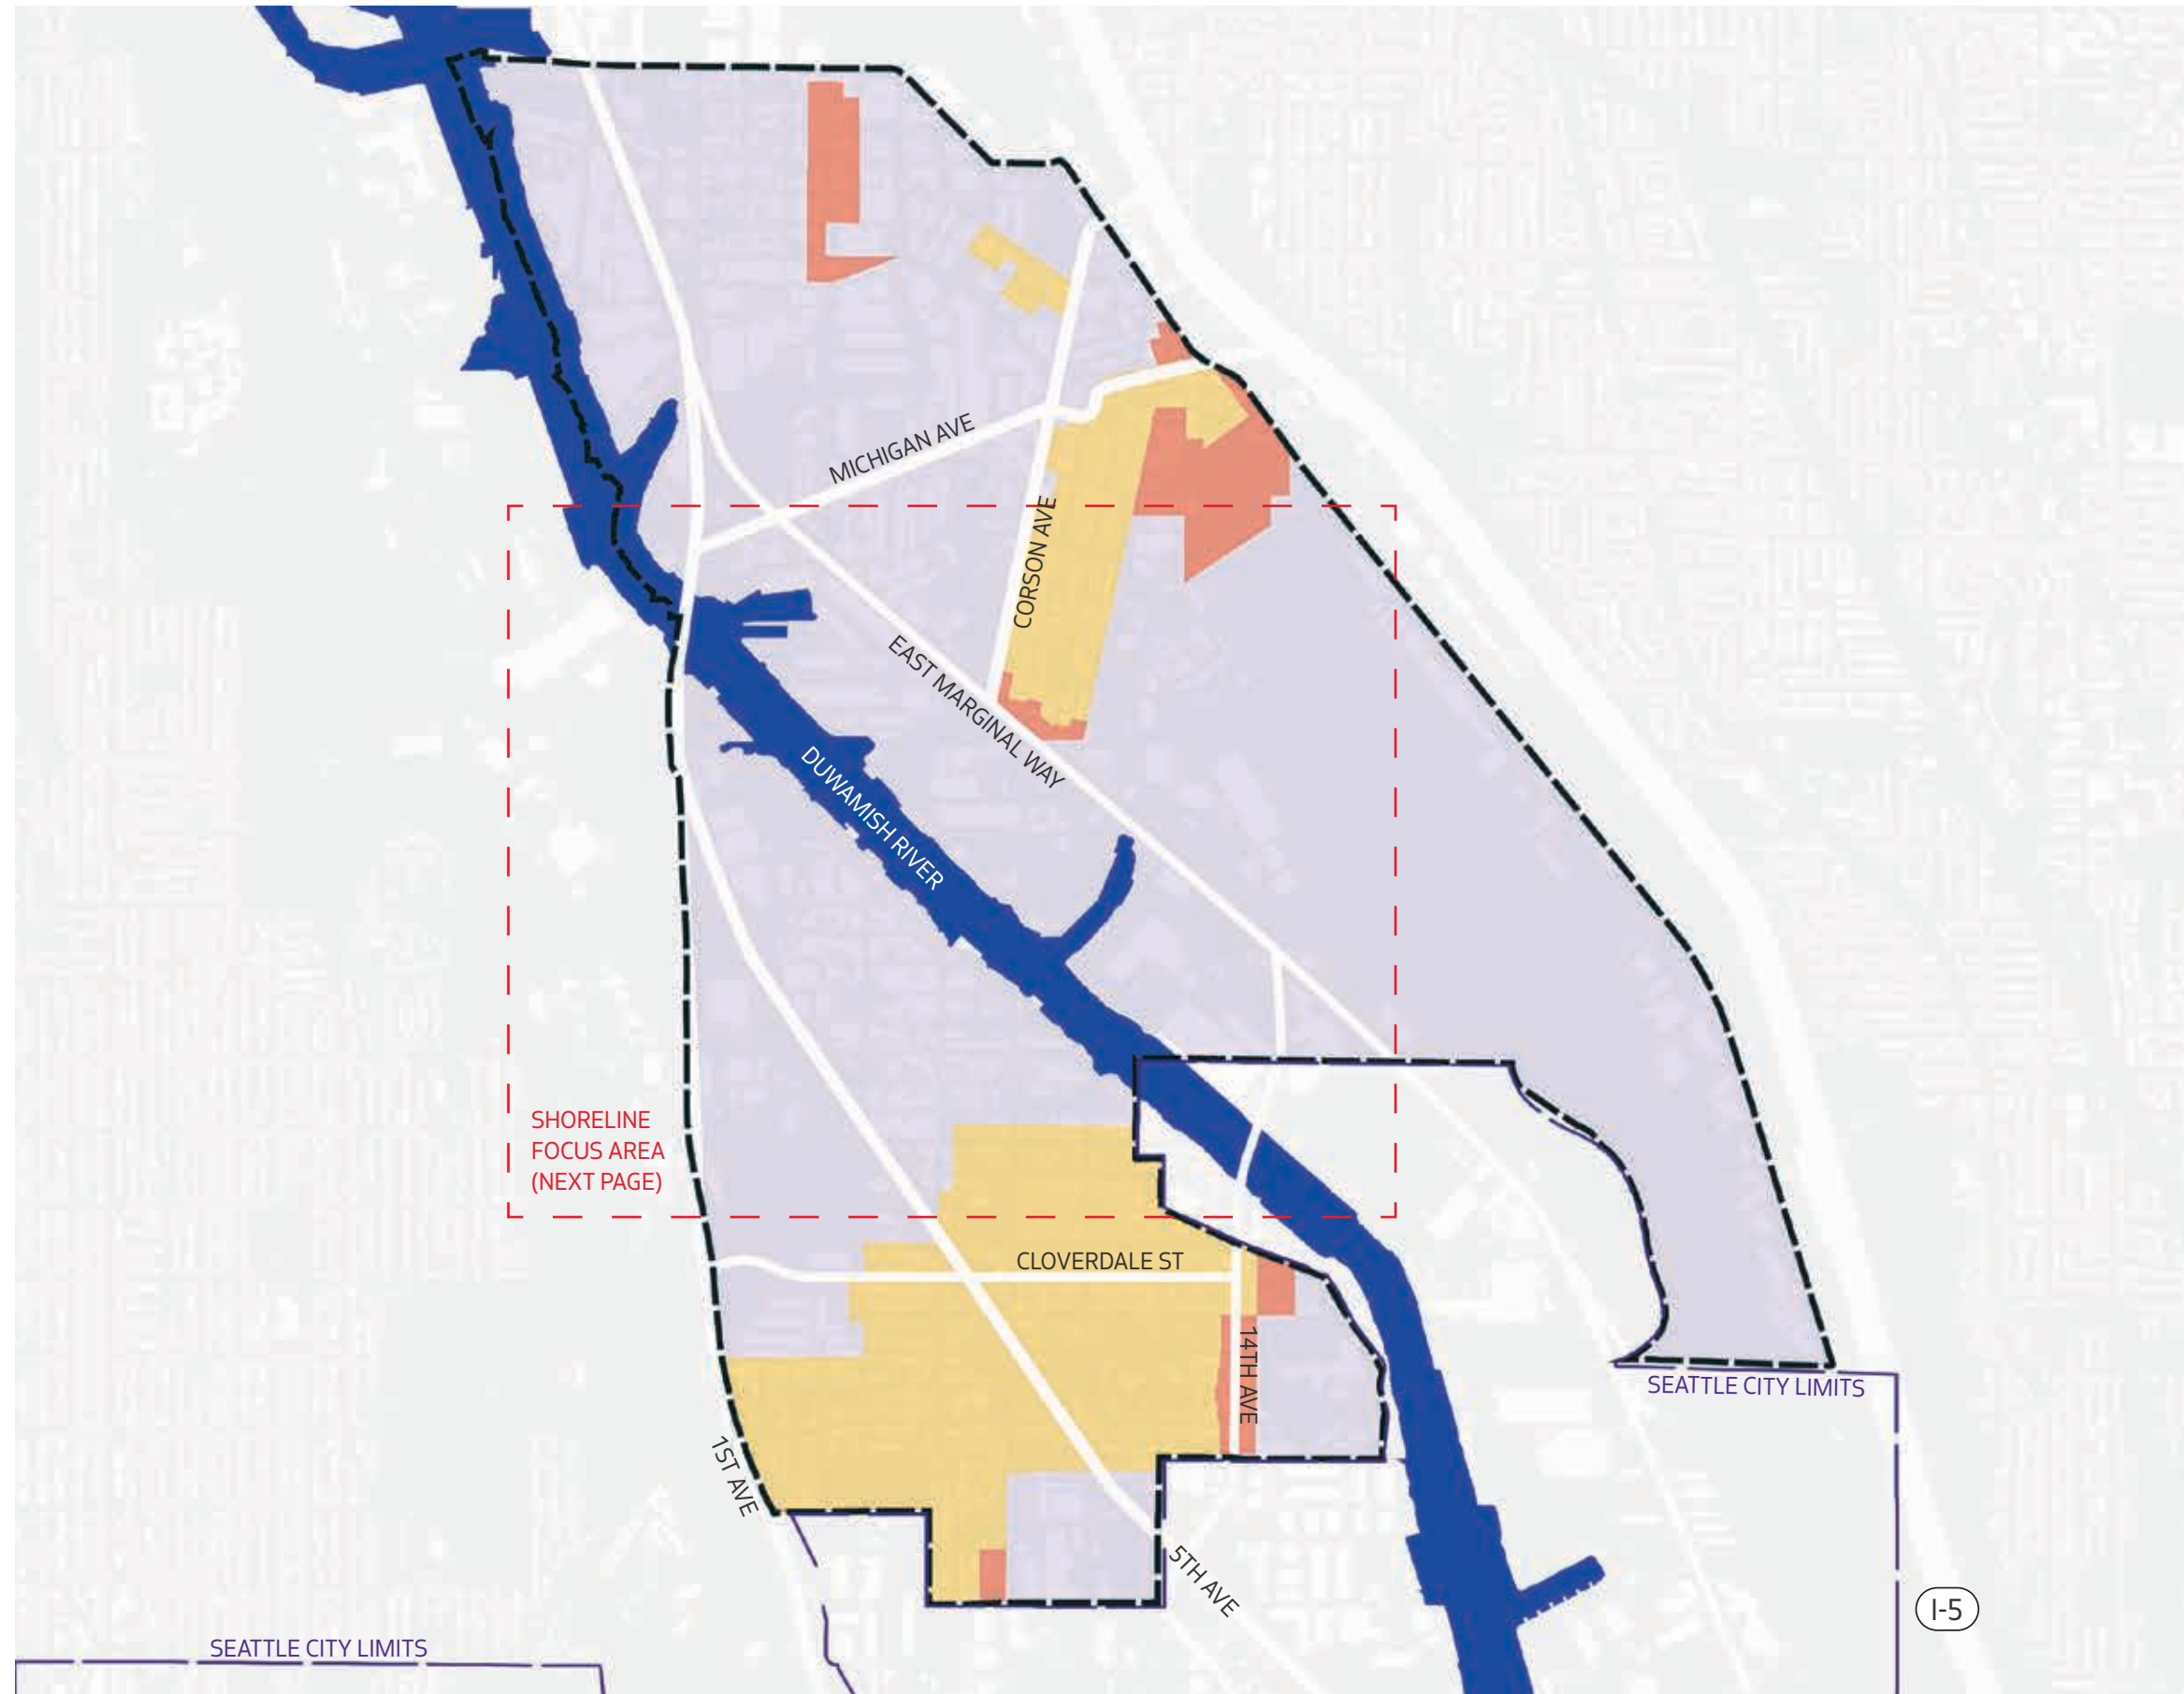 MICHIGAN AVE
CORSON AVE
EAST MARGINAL WAY
DUWAMISH RIVER
SHORELINE
FOCUS AREA
(NEXT PAGE)
CLOVERDALE ST
14TH AVE
SEATTLE CITY LIMITS
1ST AVE
5TH AVE
I-5
SEATTLE CITY LIMITS